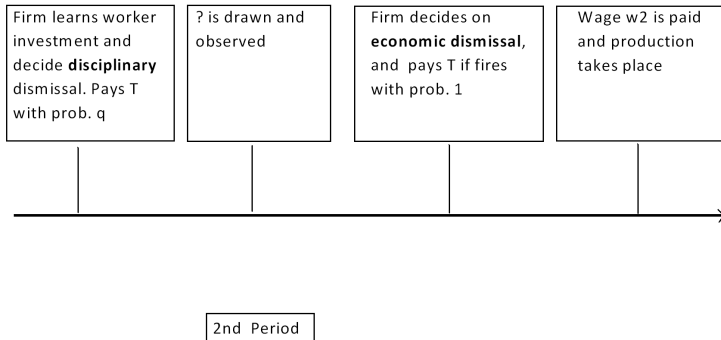 Firm learns worker
investment and
decide disciplinary
dismissal. Pays T
with prob. q
? is drawn and
observed
Firm decides on
economic dismissal,
and pays T if fires
with prob. 1
Wage w2 is paid
and production
takes place
2nd Period